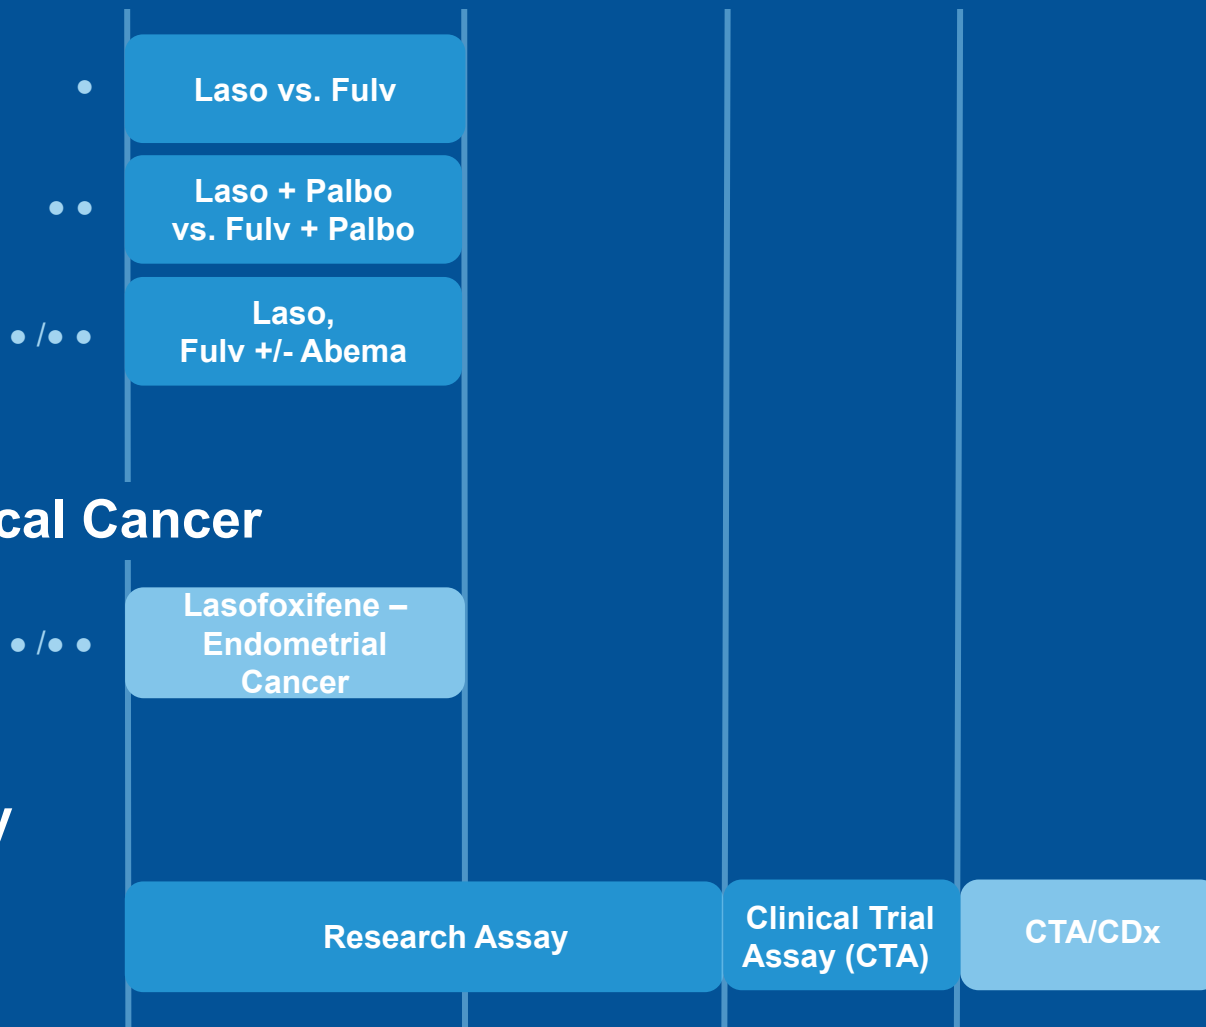 Laso vs. Fulv
Laso + Palbo
vs. Fulv + Palbo
Laso,
Fulv +/- Abema
cal Cancer
Lasofoxifene –
Endometrial
Cancer
y
Research Assay
Clinical Trial
Assay (CTA)
CTA/CDx